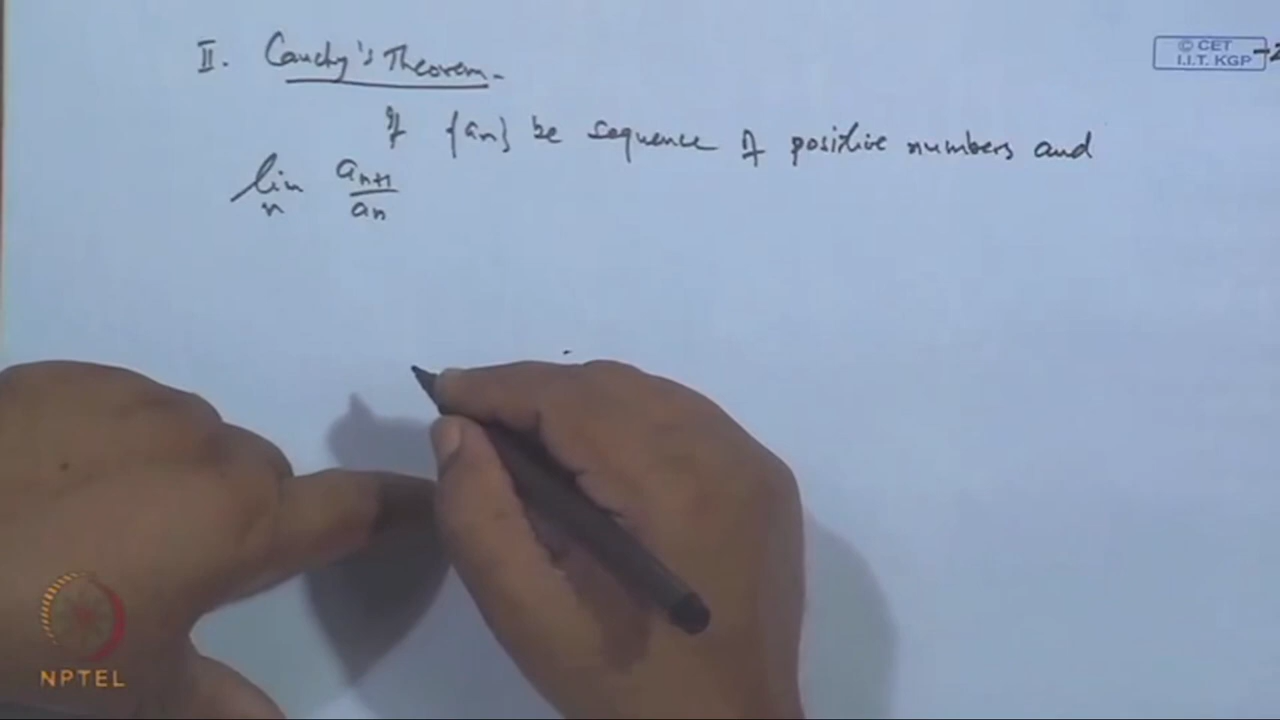 II. Cauchy's Theorem.
© CET
I.I.T. KGP
If {an} be sequence of positive numbers and
lim n an+1 / an
NPTEL